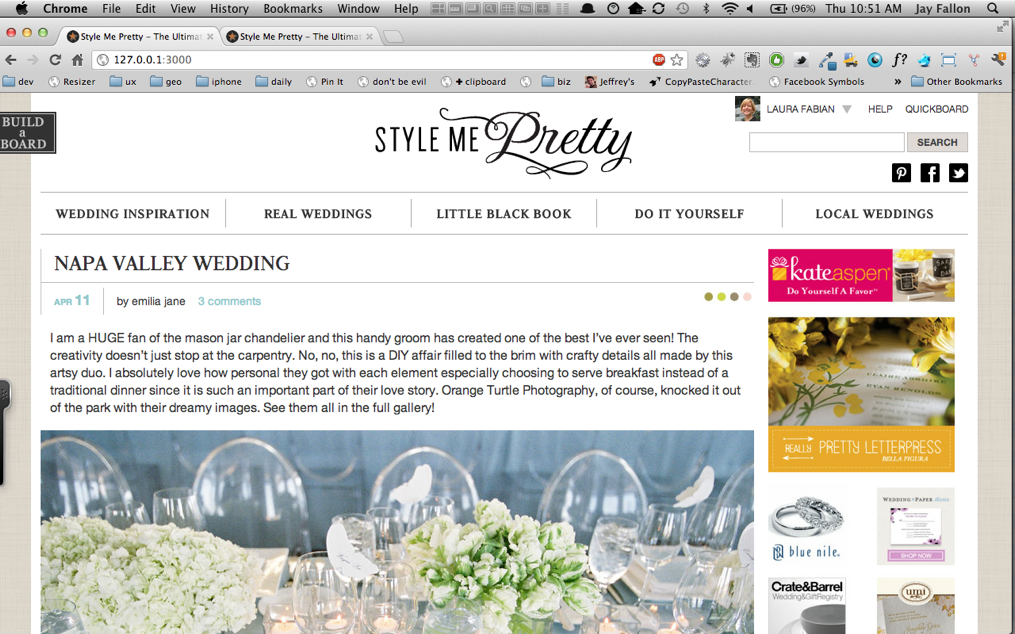 Chrome File Edit View History Bookmarks Window Help (96%) Thu 10:51 AM Jay Fallon
Style Me Pretty – The Ultimat Style Me Pretty – The Ultimat
127.0.0.1:3000
ABP f?
dev Resizer ux geo iphone daily Pin It don't be evil + clipboard biz Jeffrey's CopyPasteCharacter Facebook Symbols » Other Bookmarks
BUILD
a
BOARD
LAURA FABIAN HELP QUICKBOARD
STYLE ME Pretty
SEARCH
WEDDING INSPIRATION REAL WEDDINGS LITTLE BLACK BOOK DO IT YOURSELF LOCAL WEDDINGS
NAPA VALLEY WEDDING
APR 11 by emilia jane 3 comments
I am a HUGE fan of the mason jar chandelier and this handy groom has created one of the best I've ever seen! The
creativity doesn't just stop at the carpentry. No, no, this is a DIY affair filled to the brim with crafty details all made by this
artsy duo. I absolutely love how personal they got with each element especially choosing to serve breakfast instead of a
traditional dinner since it is such an important part of their love story. Orange Turtle Photography, of course, knocked it out
of the park with their dreamy images. See them all in the full gallery!
kateaspen
Do Yourself A Favor™
REALLY PRETTY LETTERPRESS
BELLA FIGURA
blue nile.
WEDDING PAPER divas
SHOP NOW
Crate&Barrel
Wedding&GiftRegistry
umi